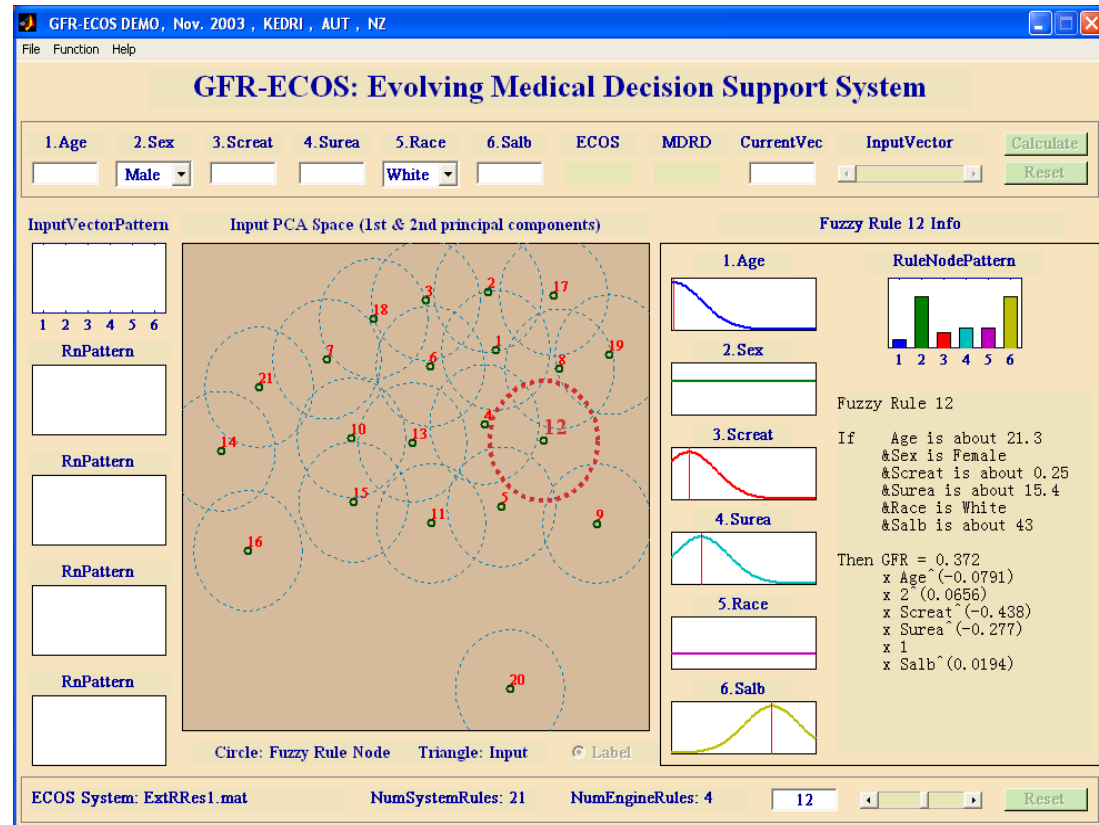 GFR-ECOS DEMO, Nov. 2003 , KEDRI , AUT , NZ
File Function Help
GFR-ECOS: Evolving Medical Decision Support System
1.Age 2.Sex 3.Screat 4.Surea 5.Race 6.Salb ECOS MDRD CurrentVec InputVector Calculate
Male White Reset
InputVectorPattern Input PCA Space (1st & 2nd principal components) Fuzzy Rule 12 Info
1 2 3 4 5 6
RnPattern
RnPattern
RnPattern
RnPattern
2
17
3
18
1
19
7
6
8
21
4
12
10
13
14
15
5
11
9
16
20
Circle: Fuzzy Rule Node Triangle: Input Label
1.Age
2.Sex
3.Screat
4.Surea
5.Race
6.Salb
RuleNodePattern
1 2 3 4 5 6
Fuzzy Rule 12
If Age is about 21.3
&Sex is Female
&Screat is about 0.25
&Surea is about 15.4
&Race is White
&Salb is about 43
Then GFR = 0.372
x Age^(-0.0791)
x 2^(0.0656)
x Screat^(-0.438)
x Surea^(-0.277)
x 1
x Salb^(0.0194)
ECOS System: ExtRRes1.mat NumSystemRules: 21 NumEngineRules: 4 12 Reset